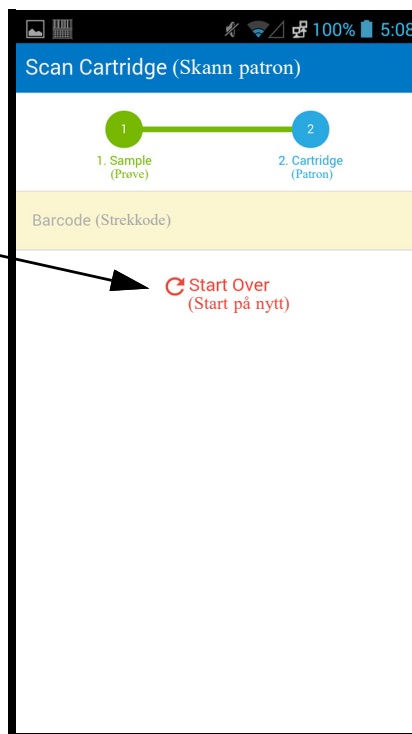 100% 5:08
Scan Cartridge (Skann patron)
1 2
1. Sample 2. Cartridge
(Prøve) (Patron)
Barcode (Strekkode)
Start Over
(Start på nytt)